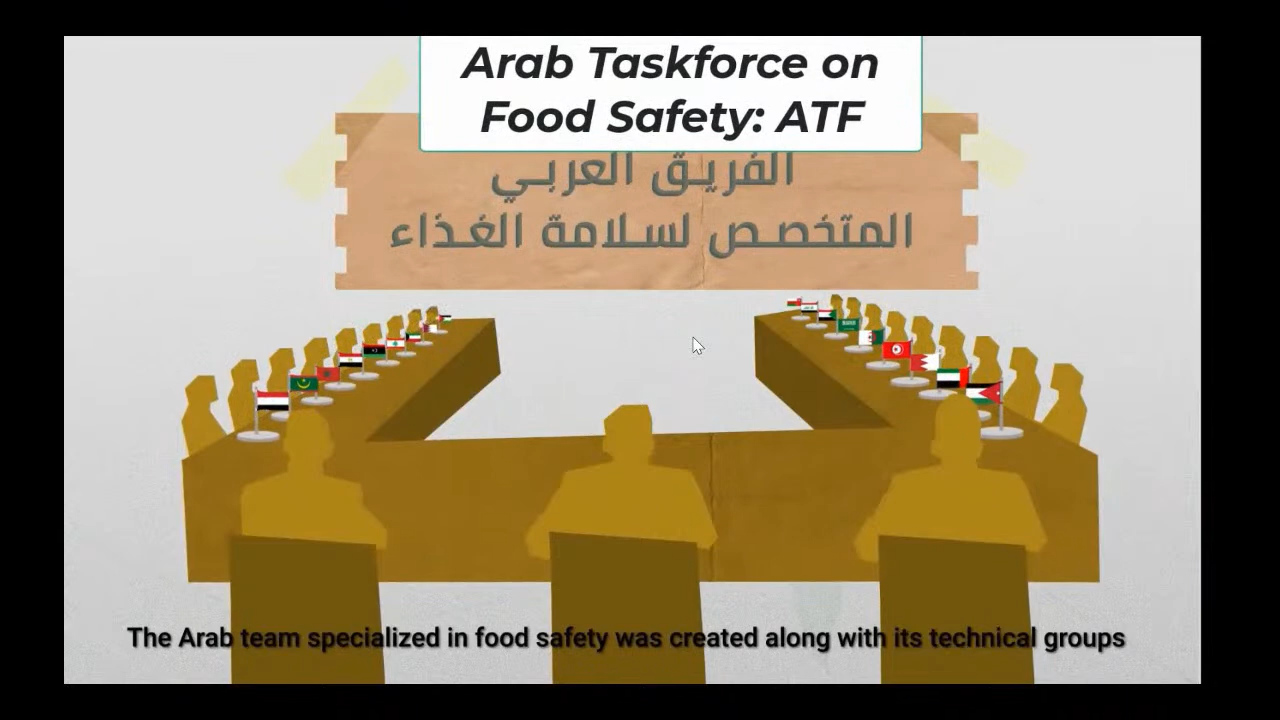 Arab Taskforce on
Food Safety: ATF
الفريق العربي
المتخصص لسلامة الغذاء
The Arab team specialized in food safety was created along with its technical groups